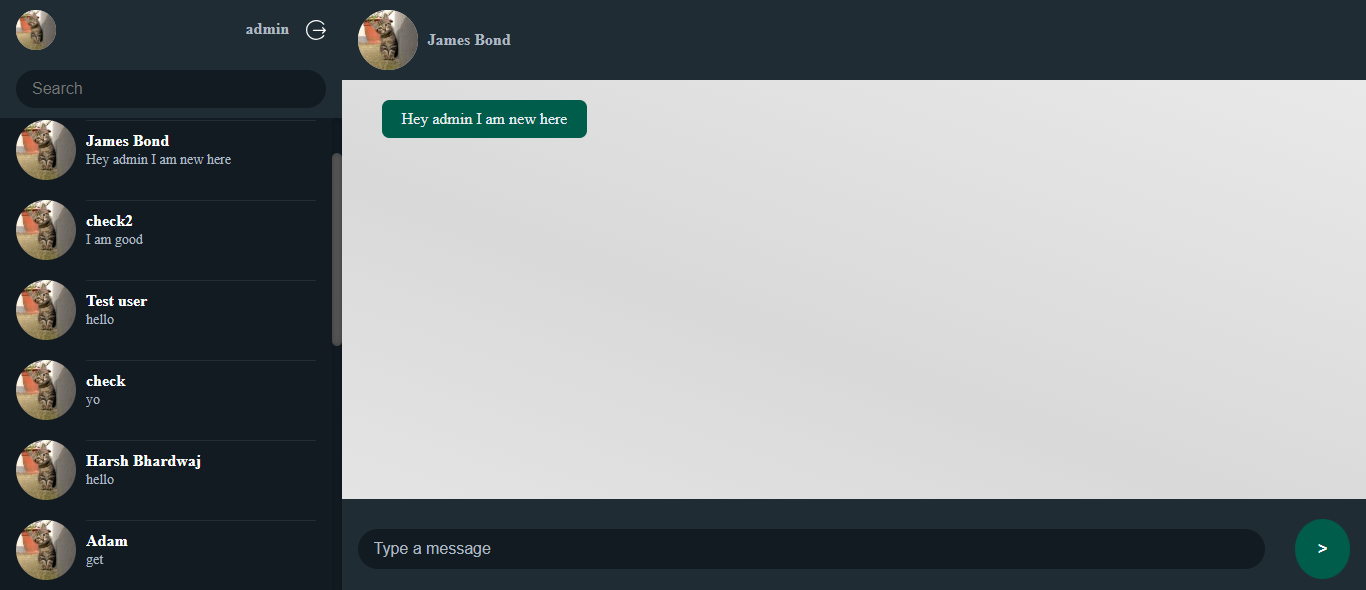 admin
Search
James Bond
Hey admin I am new here
check2
I am good
Test user
hello
check
yo
Harsh Bhardwaj
hello
Adam
get
James Bond
Hey admin I am new here
Type a message
>